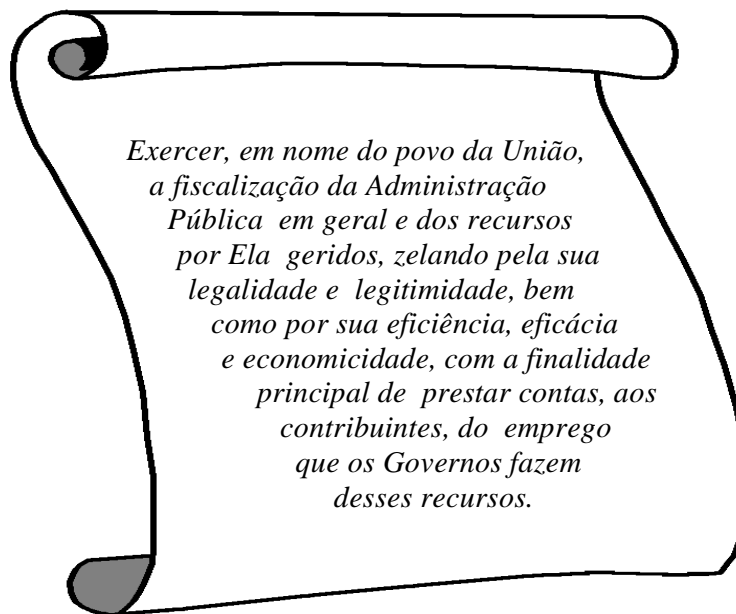 Exercer, em nome do povo da União,
a fiscalização da Administração
Pública em geral e dos recursos
por Ela geridos, zelando pela sua
legalidade e legitimidade, bem
como por sua eficiência, eficácia
e economicidade, com a finalidade
principal de prestar contas, aos
contribuintes, do emprego
que os Governos fazem
desses recursos.